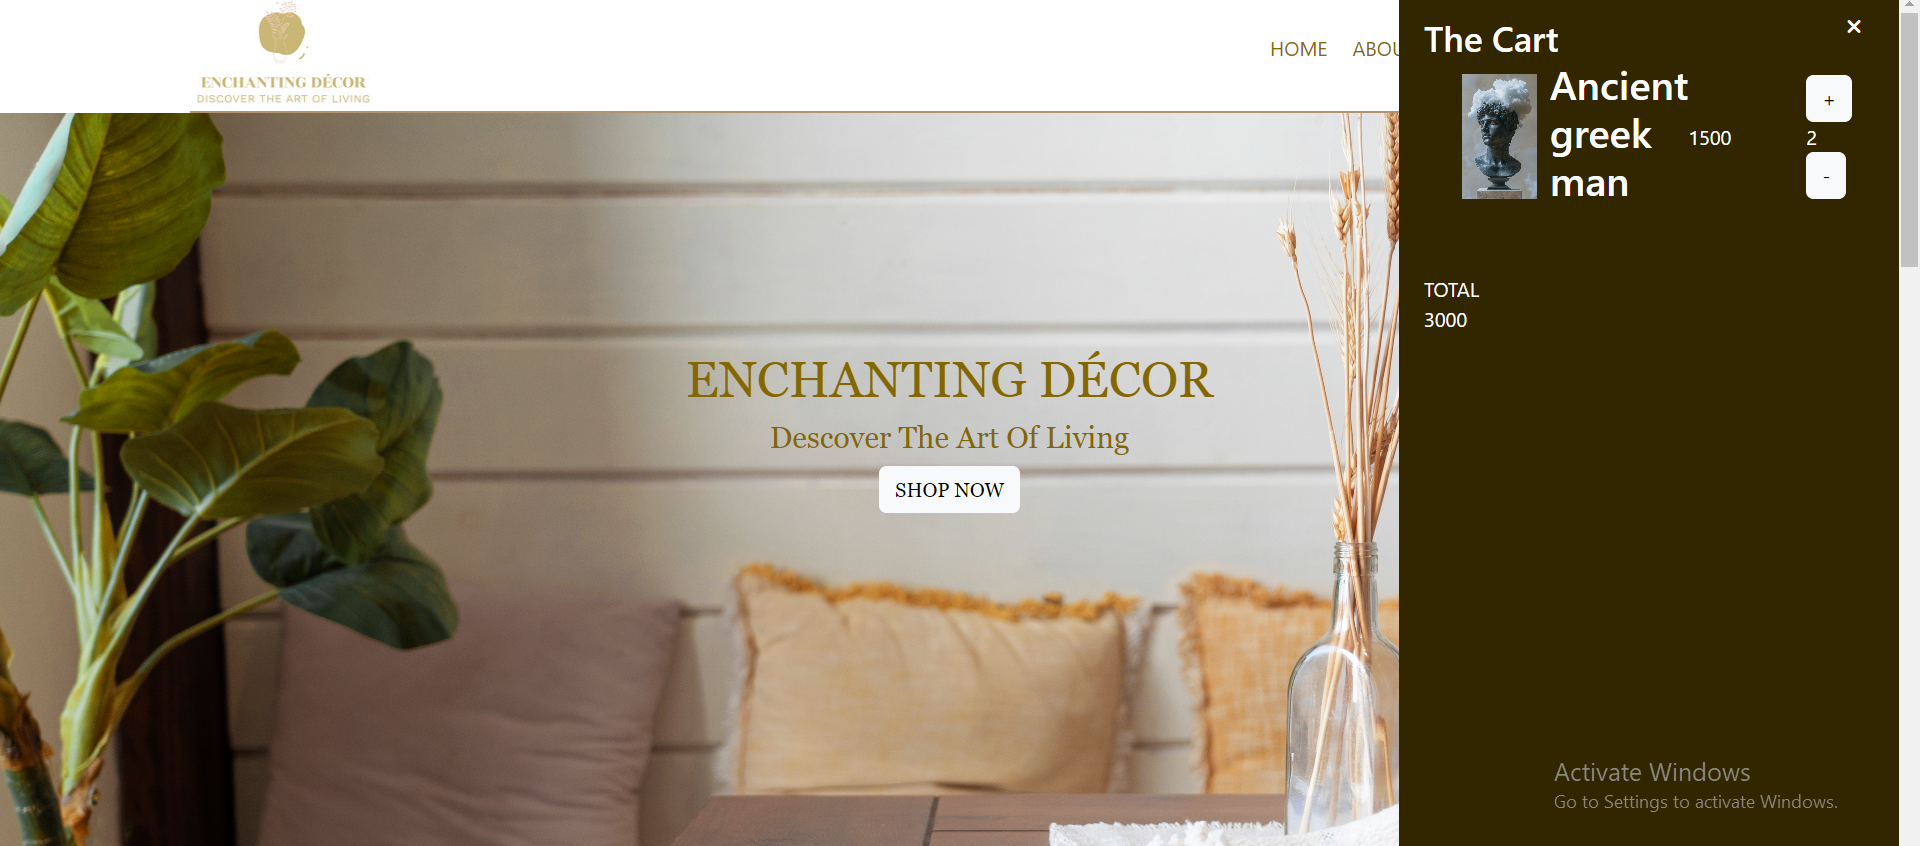 ENCHANTING DÉCOR
DISCOVER THE ART OF LIVING
HOME ABOU
ENCHANTING DÉCOR
Descover The Art Of Living
SHOP NOW
×
The Cart
Ancient
greek
man
1500
+
2
-
TOTAL
3000
Activate Windows
Go to Settings to activate Windows.